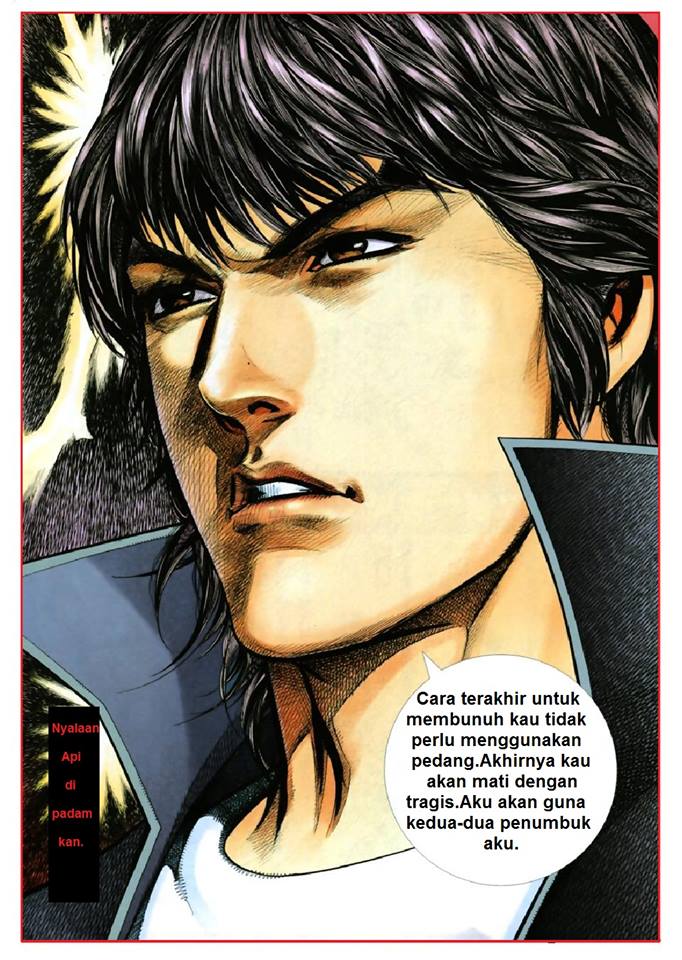 Cara terakhir untuk
membunuh kau tidak
perlu menggunakan
pedang.Akhirnya kau
akan mati dengan
tragis.Aku akan guna
kedua-dua penumbuk
aku.
Nyalaan
Api
di
padam
kan.